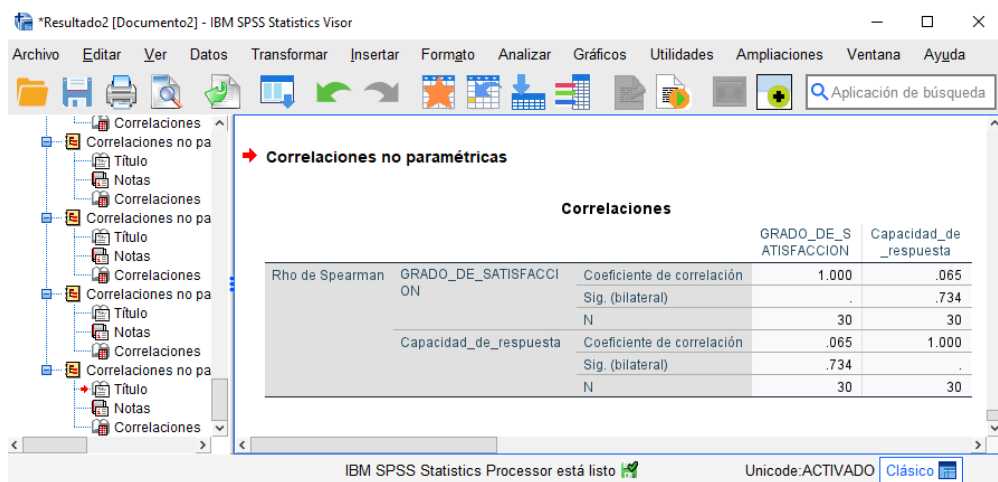 *Resultado2 [Documento2] - IBM SPSS Statistics Visor
Archivo Editar Ver Datos Transformar Insertar Formato Analizar Gráficos Utilidades Ampliaciones Ventana Ayuda
Aplicación de búsqueda
Correlaciones
Correlaciones no pa
Título
Notas
Correlaciones
Correlaciones no pa
Título
Notas
Correlaciones
Correlaciones no pa
Título
Notas
Correlaciones
Correlaciones no pa
Título
Notas
Correlaciones
Correlaciones no paramétricas
Correlaciones
GRADO_DE_S
ATISFACCION
Capacidad_de
_respuesta
Rho de Spearman GRADO_DE_SATISFACCI
ON
Coeficiente de correlación 1.000 .065
Sig. (bilateral) . .734
N 30 30
Capacidad_de_respuesta Coeficiente de correlación .065 1.000
Sig. (bilateral) .734 .
N 30 30
IBM SPSS Statistics Processor está listo Unicode:ACTIVADO Clásico